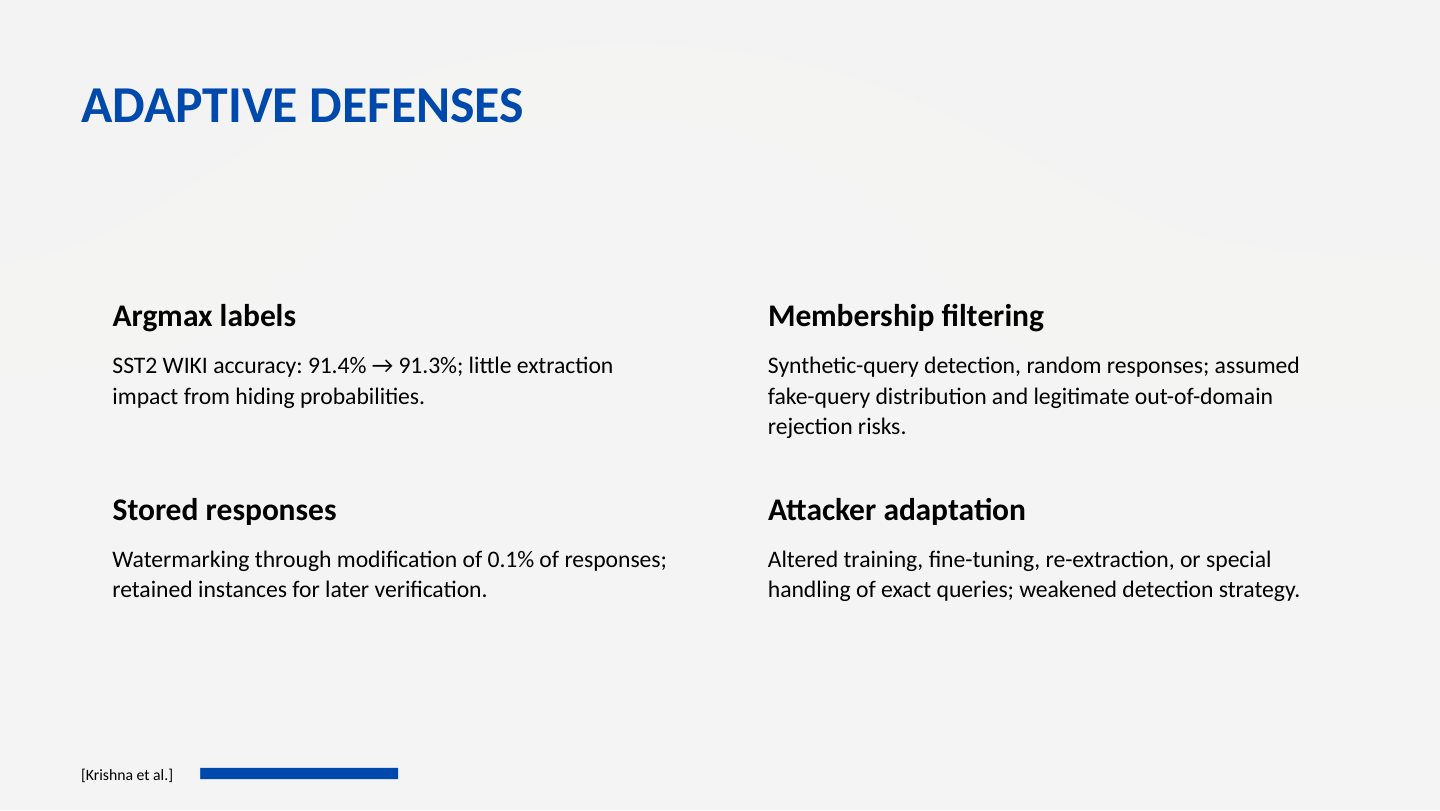 ADAPTIVE DEFENSES
Argmax labels
SST2 WIKI accuracy: 91.4% → 91.3%; little extraction
impact from hiding probabilities.
Membership filtering
Synthetic-query detection, random responses; assumed
fake-query distribution and legitimate out-of-domain
rejection risks.
Stored responses
Watermarking through modification of 0.1% of responses;
retained instances for later verification.
Attacker adaptation
Altered training, fine-tuning, re-extraction, or special
handling of exact queries; weakened detection strategy.
[Krishna et al.]